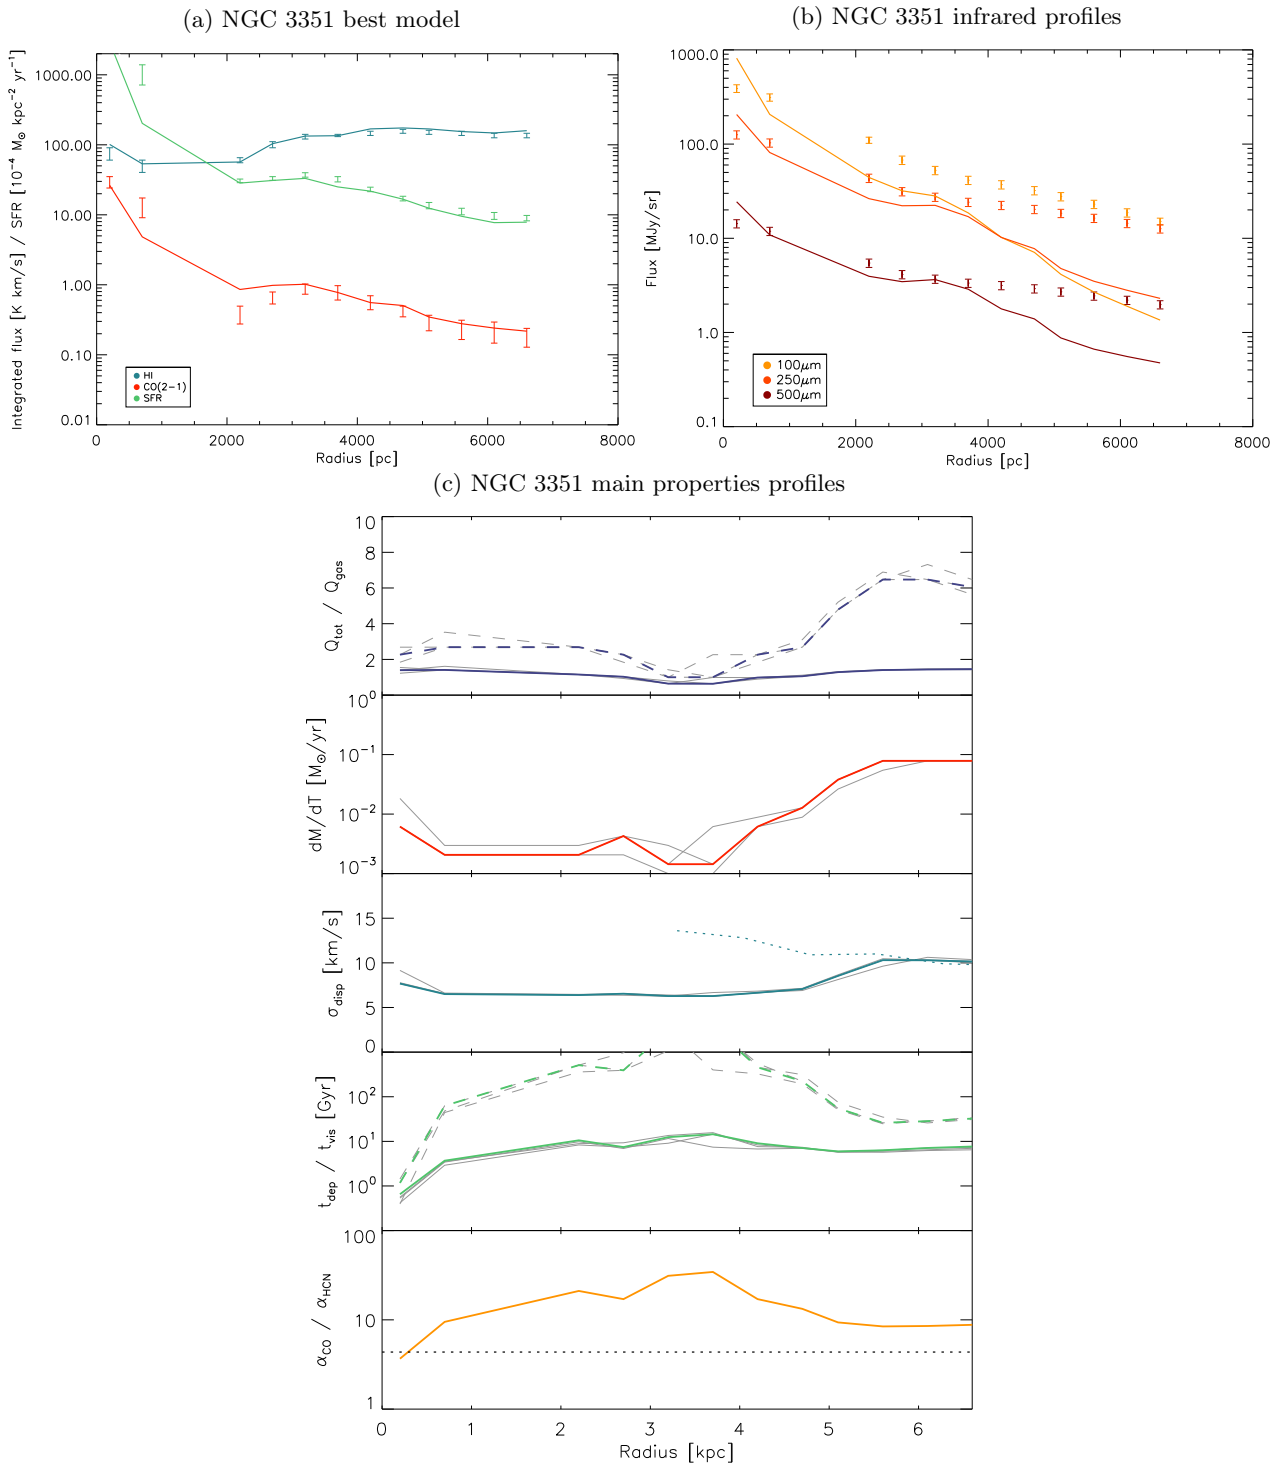 (a) NGC 3351 best model
Integrated flux [K km/s] / SFR [10⁻⁴ M⊙ kpc⁻² yr⁻¹]
1000.00
100.00
10.00
1.00
0.10
0.01
HI
CO(2−1)
SFR
0 2000 4000 6000 8000
Radius [pc]
(b) NGC 3351 infrared profiles
Flux [MJy/sr]
1000.0
100.0
10.0
1.0
0.1
100μm
250μm
500μm
0 2000 4000 6000 8000
Radius [pc]
(c) NGC 3351 main properties profiles
Q_tot / Q_gas
10
8
6
4
2
dM/dT [M⊙/yr]
10⁰
10⁻¹
10⁻²
10⁻³
σ_disp [km/s]
15
10
5
0
t_dep / t_vis [Gyr]
10²
10¹
10⁰
α_CO / α_HCN
100
10
1
0 1 2 3 4 5 6
Radius [kpc]